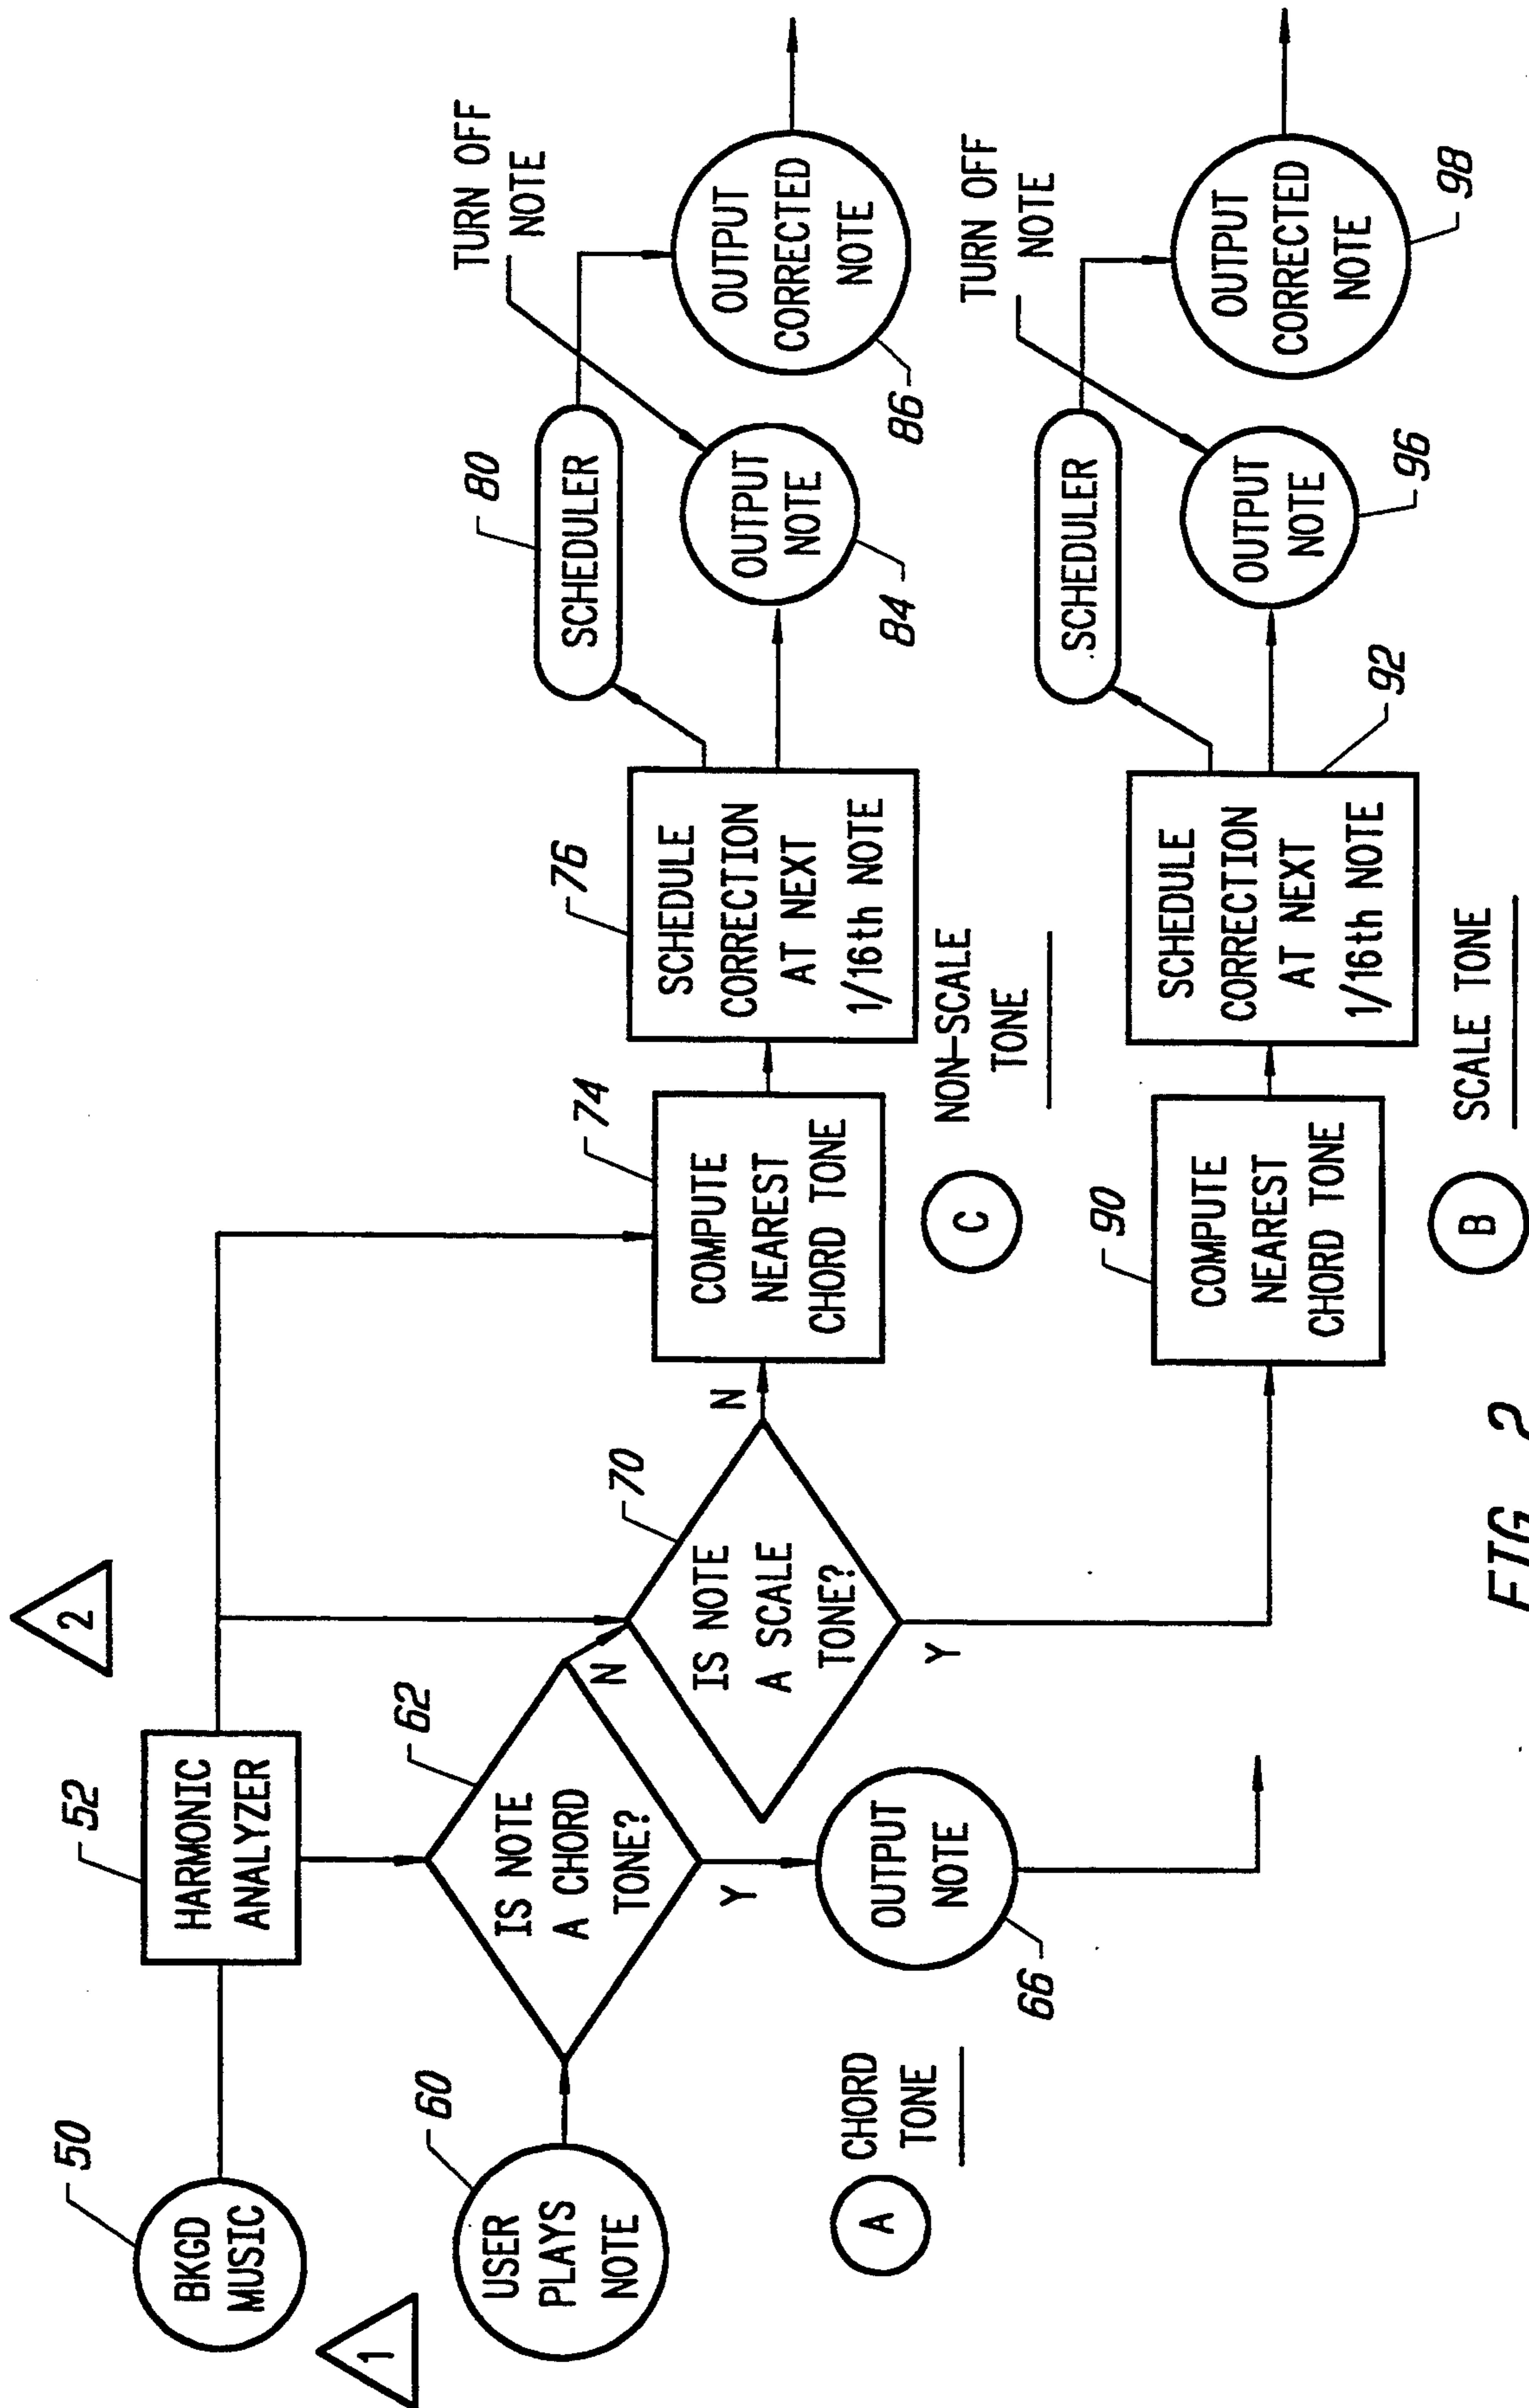 50
BKGD
MUSIC
52
HARMONIC
ANALYZER
2
1
60
USER
PLAYS
NOTE
62
IS NOTE
A CHORD
TONE?
N
Y
A
CHORD
TONE
66
OUTPUT
NOTE
70
IS NOTE
A SCALE
TONE?
N
Y
74
COMPUTE
NEAREST
CHORD TONE
76
SCHEDULE
CORRECTION
AT NEXT
1/16th NOTE
C
NON-SCALE
TONE
80
SCHEDULER
TURN OFF
NOTE
OUTPUT
NOTE
84
OUTPUT
CORRECTED
NOTE
86
90
COMPUTE
NEAREST
CHORD TONE
SCHEDULE
CORRECTION
AT NEXT
1/16th NOTE
92
B
SCALE TONE
SCHEDULER
TURN OFF
NOTE
OUTPUT
NOTE
96
OUTPUT
CORRECTED
NOTE
98
FIG. 2